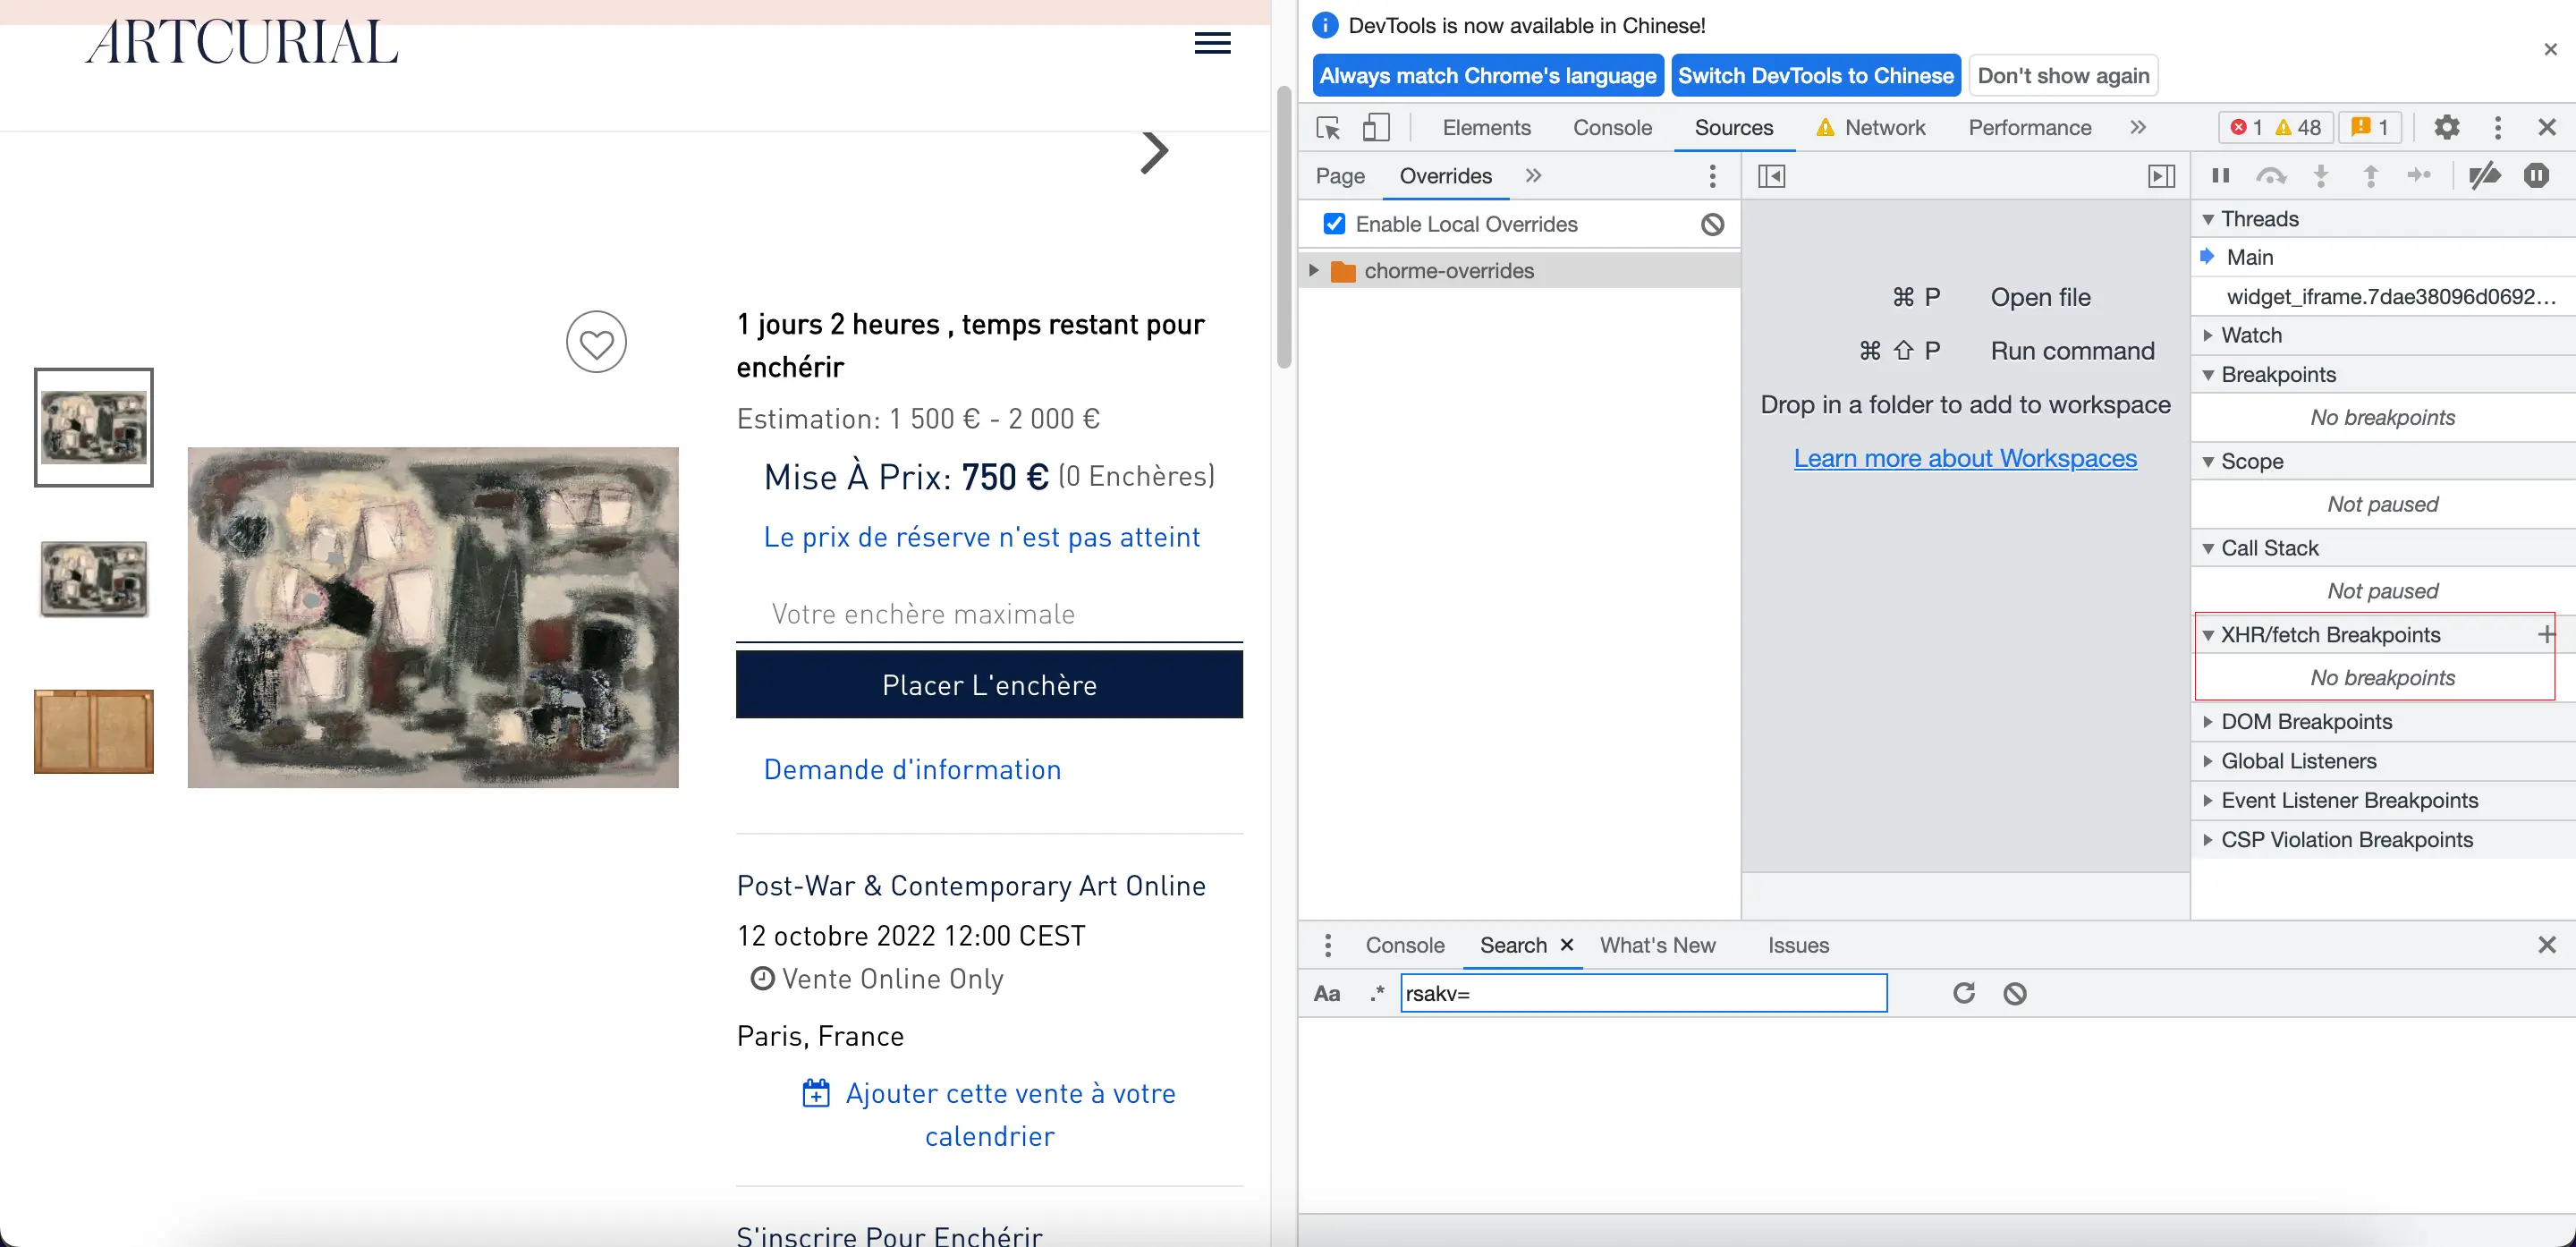 ARTCURIAL
1 jours 2 heures , temps restant pour
enchérir
Estimation: 1 500 € - 2 000 €
Mise À Prix: 750 € (0 Enchères)
Le prix de réserve n'est pas atteint
Votre enchère maximale
Placer L'enchère
Demande d'information
Post-War & Contemporary Art Online
12 octobre 2022 12:00 CEST
Vente Online Only
Paris, France
Ajouter cette vente à votre
calendrier
S'inscrire Pour Enchérir
DevTools is now available in Chinese!
Always match Chrome's language Switch DevTools to Chinese Don't show again
Elements Console Sources Network Performance 1 48 1
Page Overrides
Enable Local Overrides
chorme-overrides
⌘ P Open file
⌘ ⇧ P Run command
Drop in a folder to add to workspace
Learn more about Workspaces
Threads
Main
widget_iframe.7dae38096d0692...
Watch
Breakpoints
No breakpoints
Scope
Not paused
Call Stack
Not paused
XHR/fetch Breakpoints
No breakpoints
DOM Breakpoints
Global Listeners
Event Listener Breakpoints
CSP Violation Breakpoints
Console Search What's New Issues
Aa .* rsakv=